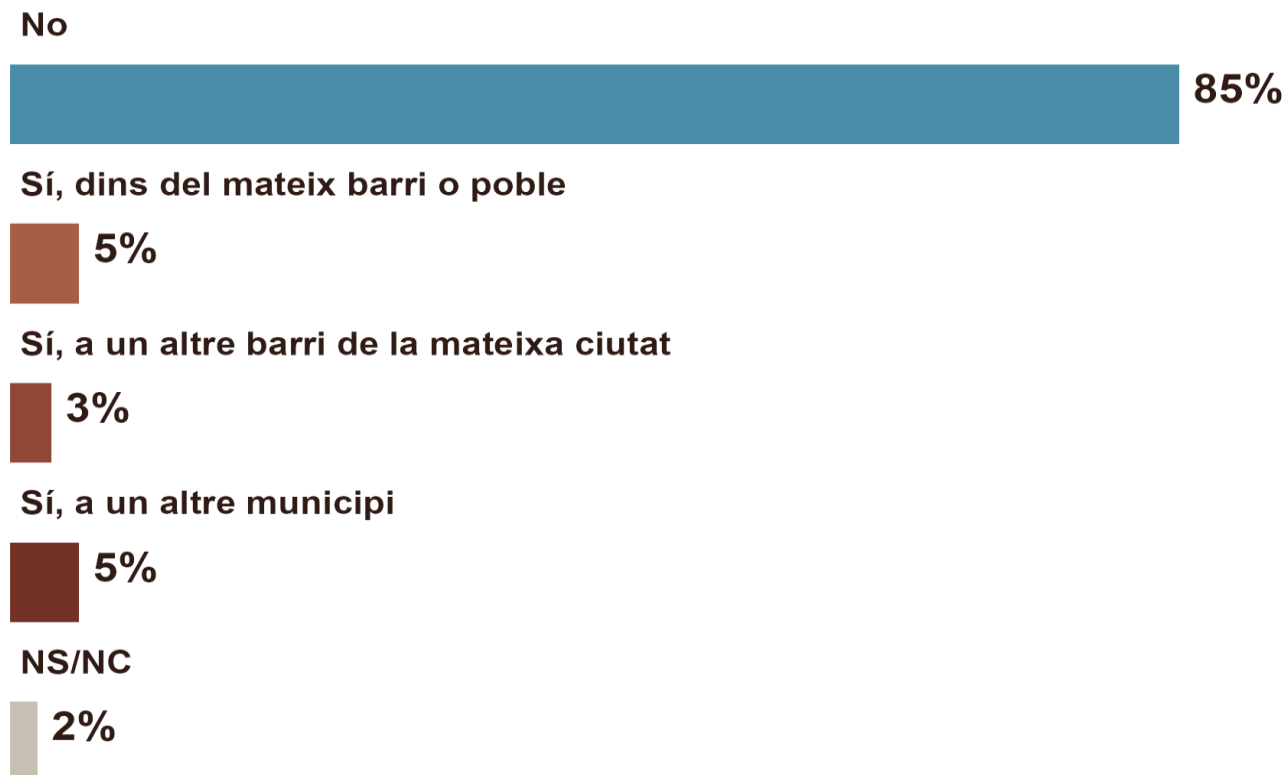 No
85%
Sí, dins del mateix barri o poble
5%
Sí, a un altre barri de la mateixa ciutat
3%
Sí, a un altre municipi
5%
NS/NC
2%